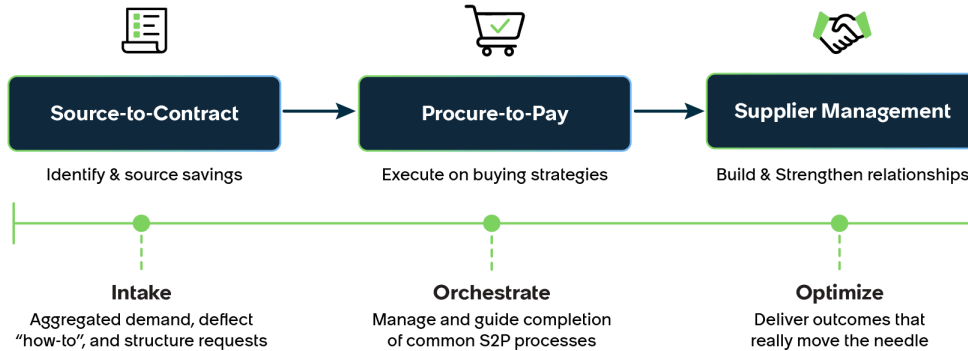 Source-to-Contract
Procure-to-Pay
Supplier Management
Identify & source savings
Execute on buying strategies
Build & Strengthen relationships
Intake
Orchestrate
Optimize
Aggregated demand, deflect
“how-to”, and structure requests
Manage and guide completion
of common S2P processes
Deliver outcomes that
really move the needle